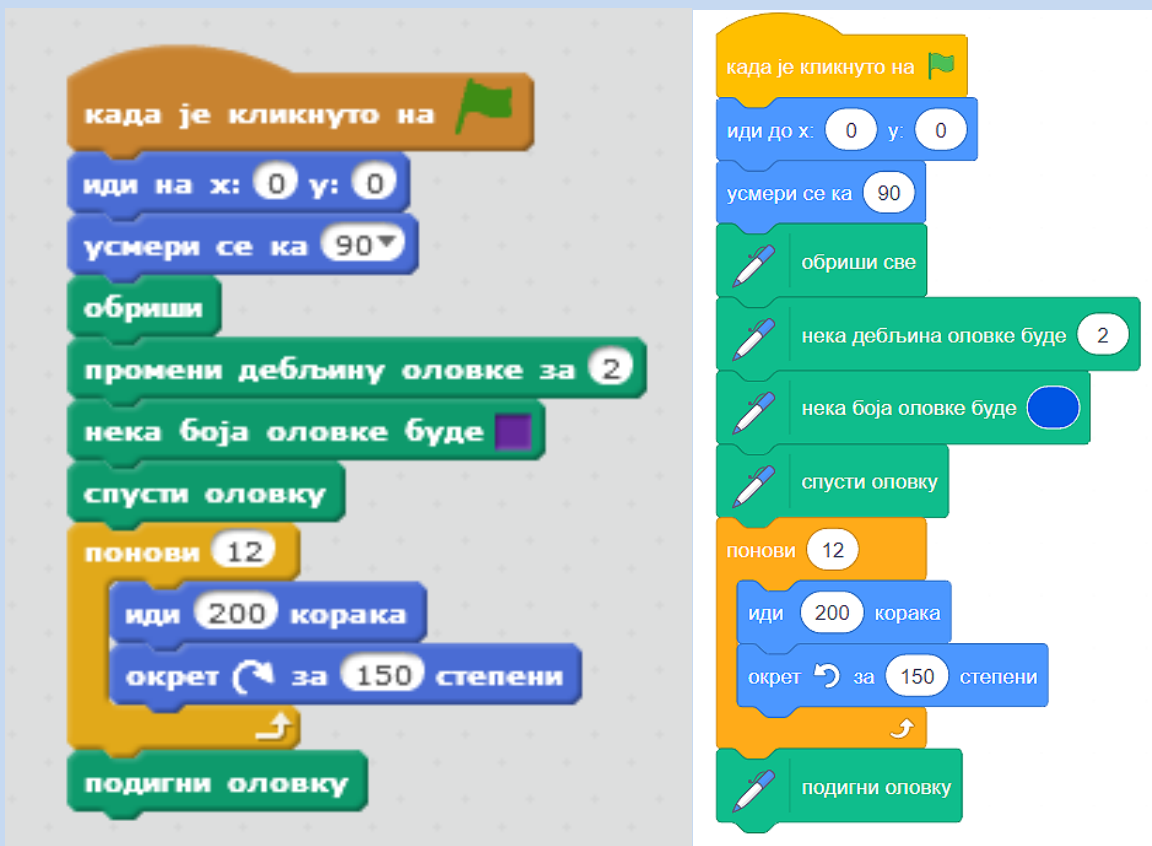 када је кликнуто на
иди на x: 0 y: 0
усмери се ка 90
обриши
промени дебљину оловке за 2
нека боја оловке буде
спусти оловку
понови 12
иди 200 корака
окрет за 150 степени
подигни оловку
када је кликнуто на
иди до x: 0 y: 0
усмери се ка 90
обриши све
нека дебљина оловке буде 2
нека боја оловке буде
спусти оловку
понови 12
иди 200 корака
окрет за 150 степени
подигни оловку